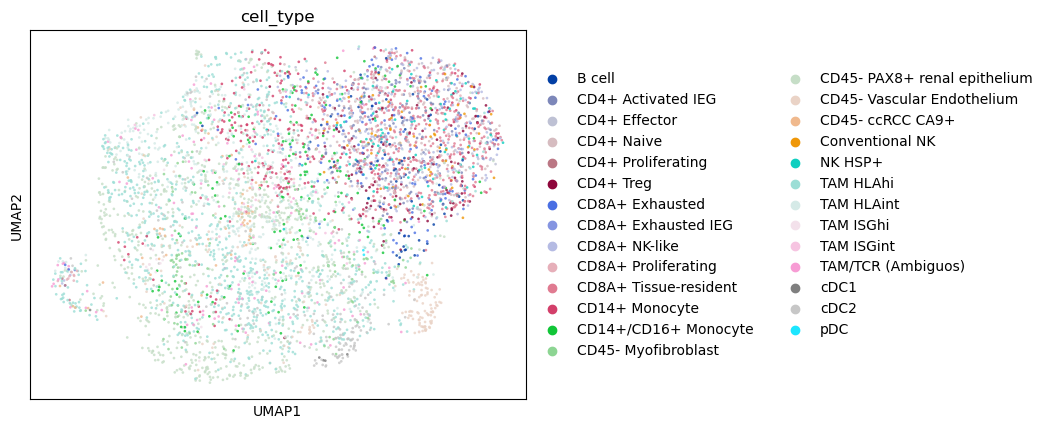 cell_type
UMAP2
UMAP1
B cell
CD4+ Activated IEG
CD4+ Effector
CD4+ Naive
CD4+ Proliferating
CD4+ Treg
CD8A+ Exhausted
CD8A+ Exhausted IEG
CD8A+ NK-like
CD8A+ Proliferating
CD8A+ Tissue-resident
CD14+ Monocyte
CD14+/CD16+ Monocyte
CD45- Myofibroblast
CD45- PAX8+ renal epithelium
CD45- Vascular Endothelium
CD45- ccRCC CA9+
Conventional NK
NK HSP+
TAM HLAhi
TAM HLAint
TAM ISGhi
TAM ISGint
TAM/TCR (Ambiguos)
cDC1
cDC2
pDC